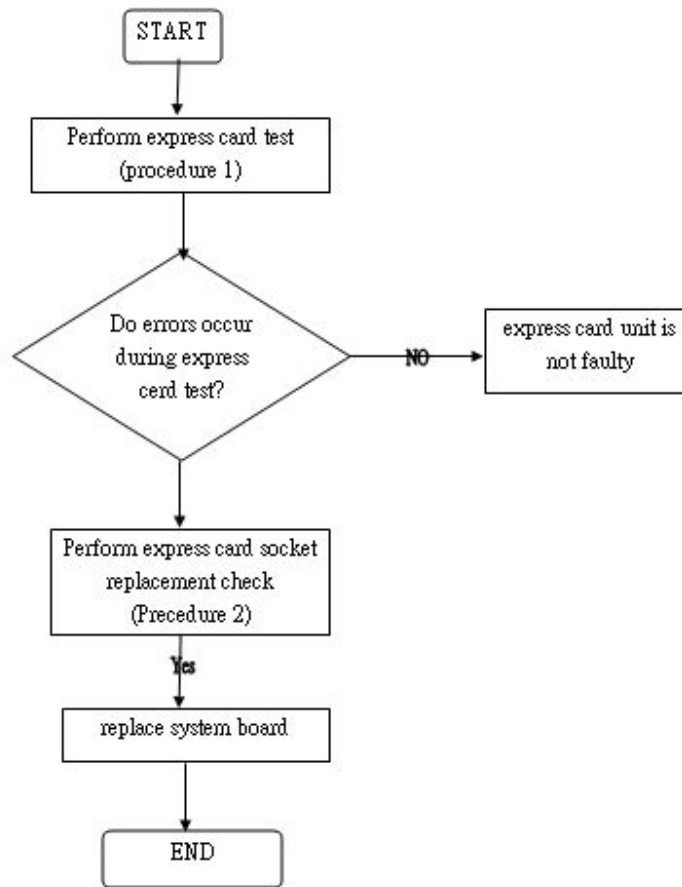 START
Perform express card test
(procedure 1)
Do errors occur
during express
cerd test?
NO
express card unit is
not faulty
Perform express card socket
replacement check
(Precedure 2)
Yes
replace system board
END